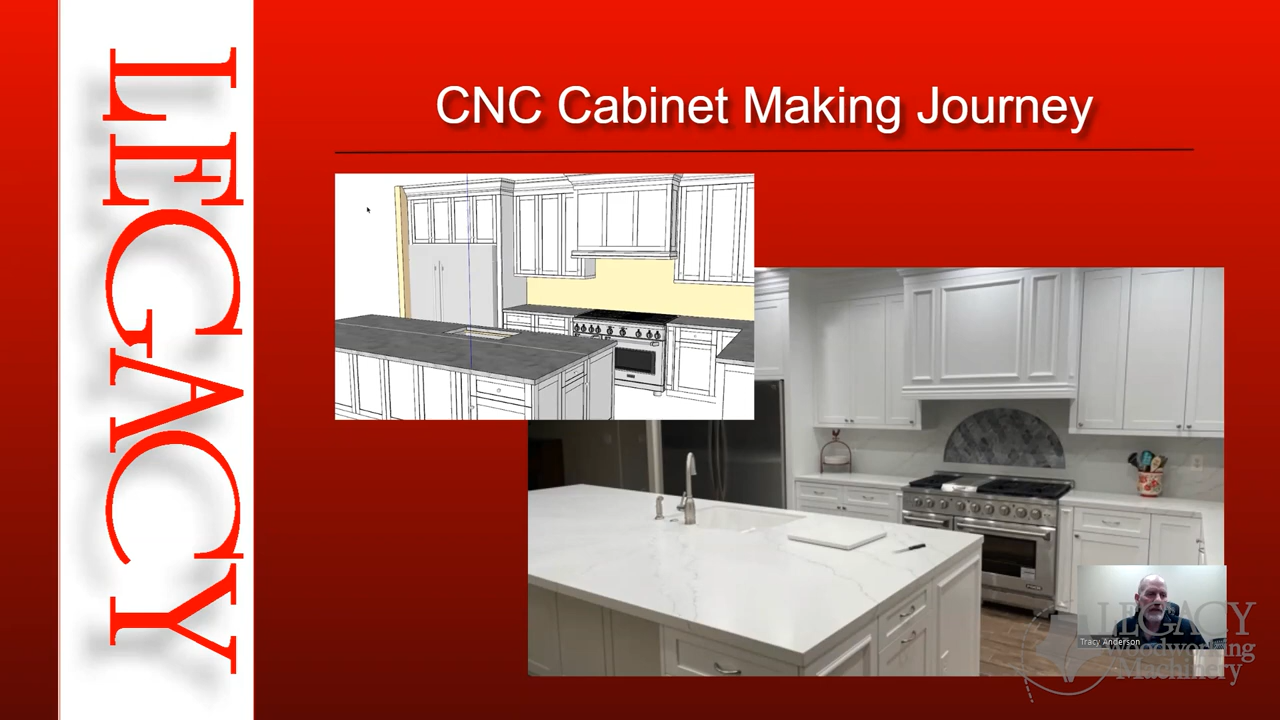 LEGACY
CNC Cabinet Making Journey
Tracy Anderson
LEGACY
Woodworking
Machinery